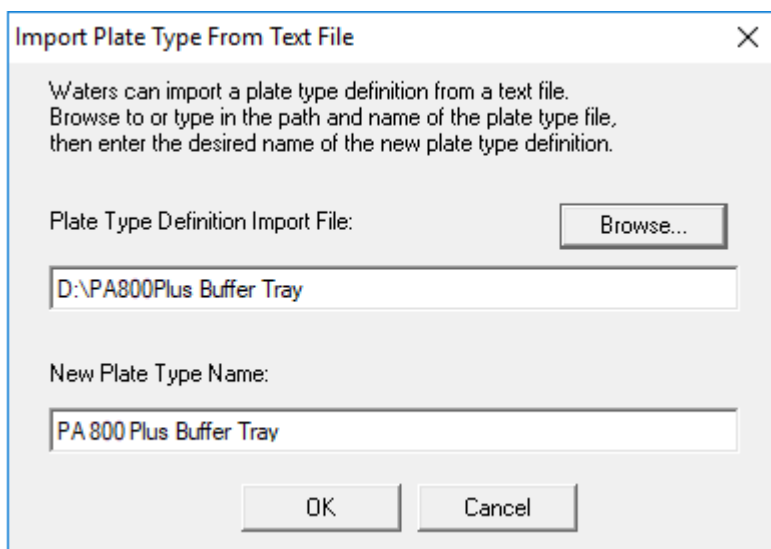 Import Plate Type From Text File
Waters can import a plate type definition from a text file.
Browse to or type in the path and name of the plate type file,
then enter the desired name of the new plate type definition.
Plate Type Definition Import File:
Browse...
D:\PA800Plus Buffer Tray
New Plate Type Name:
PA 800 Plus Buffer Tray
OK Cancel